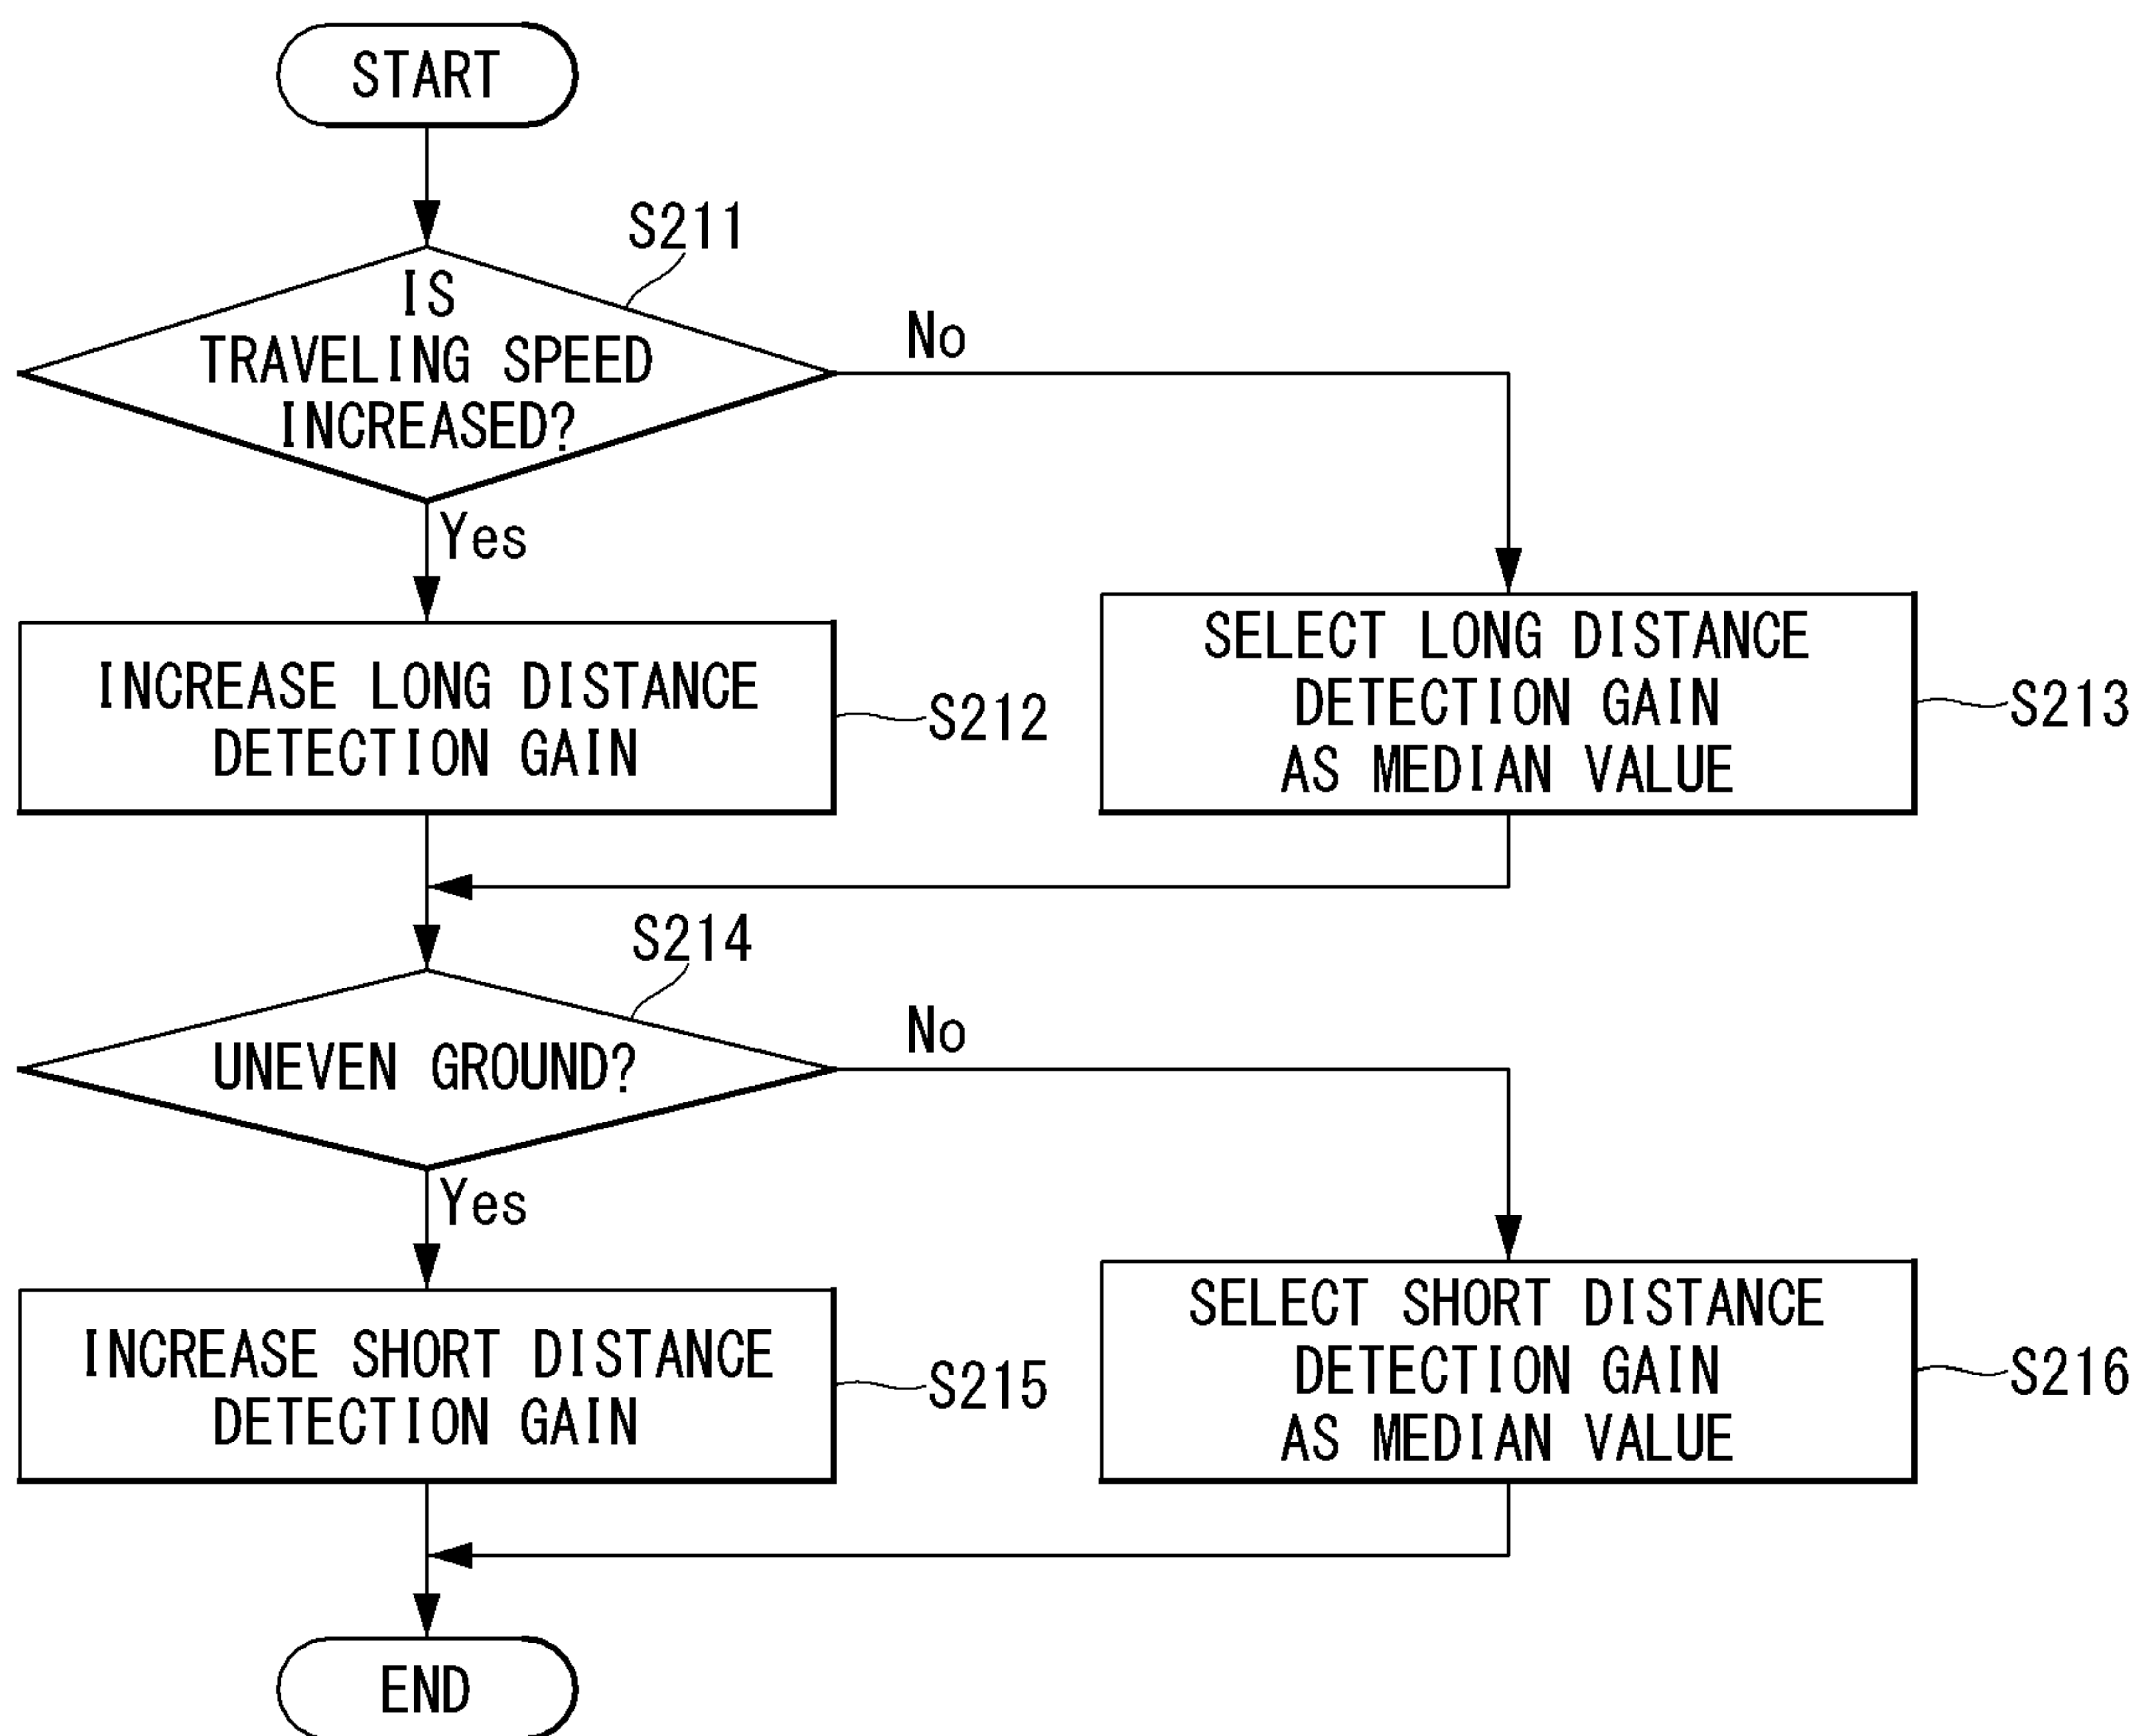 START
S211
IS
TRAVELING SPEED
INCREASED?
No
Yes
INCREASE LONG DISTANCE
DETECTION GAIN
S212
SELECT LONG DISTANCE
DETECTION GAIN
AS MEDIAN VALUE
S213
S214
UNEVEN GROUND?
No
Yes
INCREASE SHORT DISTANCE
DETECTION GAIN
S215
SELECT SHORT DISTANCE
DETECTION GAIN
AS MEDIAN VALUE
S216
END